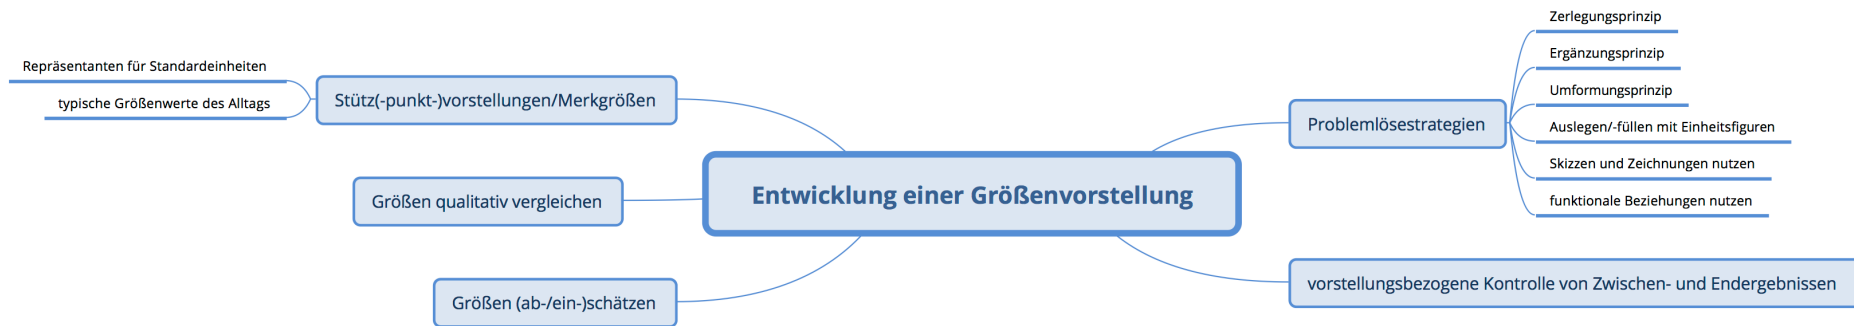 Entwicklung einer Größenvorstellung
Stütz(-punkt-)vorstellungen/Merkgrößen
Repräsentanten für Standardeinheiten
typische Größenwerte des Alltags
Größen qualitativ vergleichen
Größen (ab-/ein-)schätzen
Problemlösestrategien
Zerlegungsprinzip
Ergänzungsprinzip
Umformungsprinzip
Auslegen/-füllen mit Einheitsfiguren
Skizzen und Zeichnungen nutzen
funktionale Beziehungen nutzen
vorstellungsbezogene Kontrolle von Zwischen- und Endergebnissen